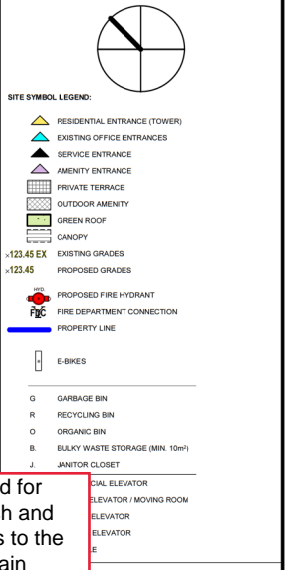 SITE SYMBOL LEGEND:
RESIDENTIAL ENTRANCE (TOWER)
EXISTING OFFICE ENTRANCES
SERVICE ENTRANCE
AMENITY ENTRANCE
PRIVATE TERRACE
OUTDOOR AMENITY
GREEN ROOF
CANOPY
×123.45 EX EXISTING GRADES
×123.45 PROPOSED GRADES
HYD. PROPOSED FIRE HYDRANT
FDC FIRE DEPARTMENT CONNECTION
PROPERTY LINE
E-BIKES
G GARBAGE BIN
R RECYCLING BIN
O ORGANIC BIN
B. BULKY WASTE STORAGE (MIN. 10m²)
J. JANITOR CLOSET
ELEVATOR
ELEVATOR / MOVING ROOM
ELEVATOR
ELEVATOR
for
and
to the